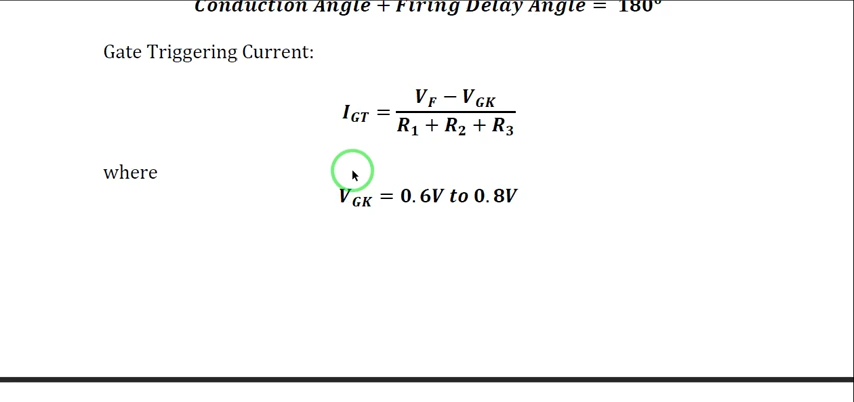 Conduction Angle + Firing Delay Angle = 180°
Gate Triggering Current:
I_GT = (V_F − V_GK) / (R_1 + R_2 + R_3)
where
V_GK = 0.6V to 0.8V